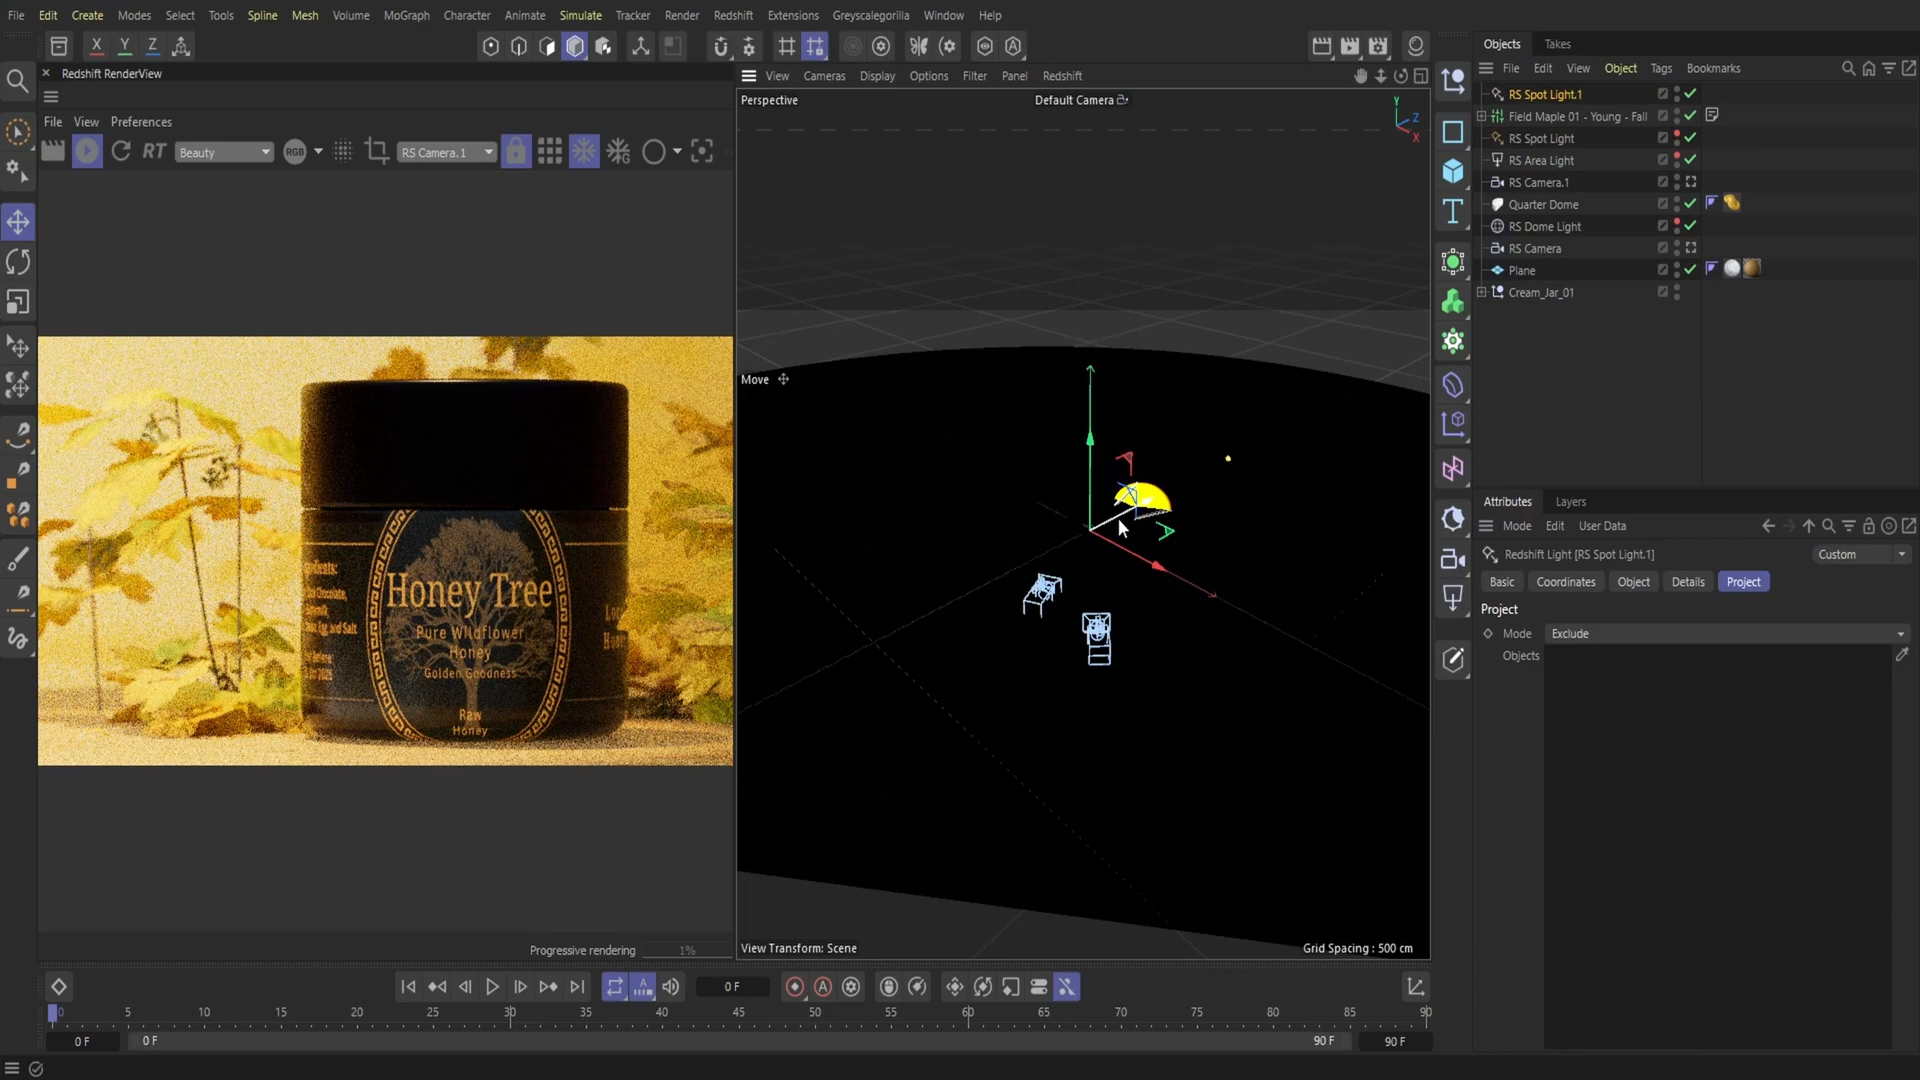 File Edit Create Modes Select Tools Spline Mesh Volume MoGraph Character Animate Simulate Tracker Render Redshift Extensions Greyscalegorilla Window Help
X Y Z
Redshift RenderView
File View Preferences
RT Beauty RGB RS Camera.1
Honey Tree
Pure Wildflower
Honey
Golden Goodness
Raw
Honey
Progressive rendering 1%
View Cameras Display Options Filter Panel Redshift
Perspective
Default Camera
Y
Z
X
Move
View Transform: Scene
Grid Spacing : 500 cm
Objects Takes
File Edit View Object Tags Bookmarks
RS Spot Light.1
Field Maple 01 - Young - Fall
RS Spot Light
RS Area Light
RS Camera.1
Quarter Dome
RS Dome Light
RS Camera
Plane
Cream_Jar_01
Attributes Layers
Mode Edit User Data
Redshift Light [RS Spot Light.1]
Custom
Basic Coordinates Object Details Project
Project
Mode Exclude
Objects
0 F
0 5 10 15 20 25 30 35 40 45 50 55 60 65 70 75 80 85 90
0 F 0 F 90 F 90 F